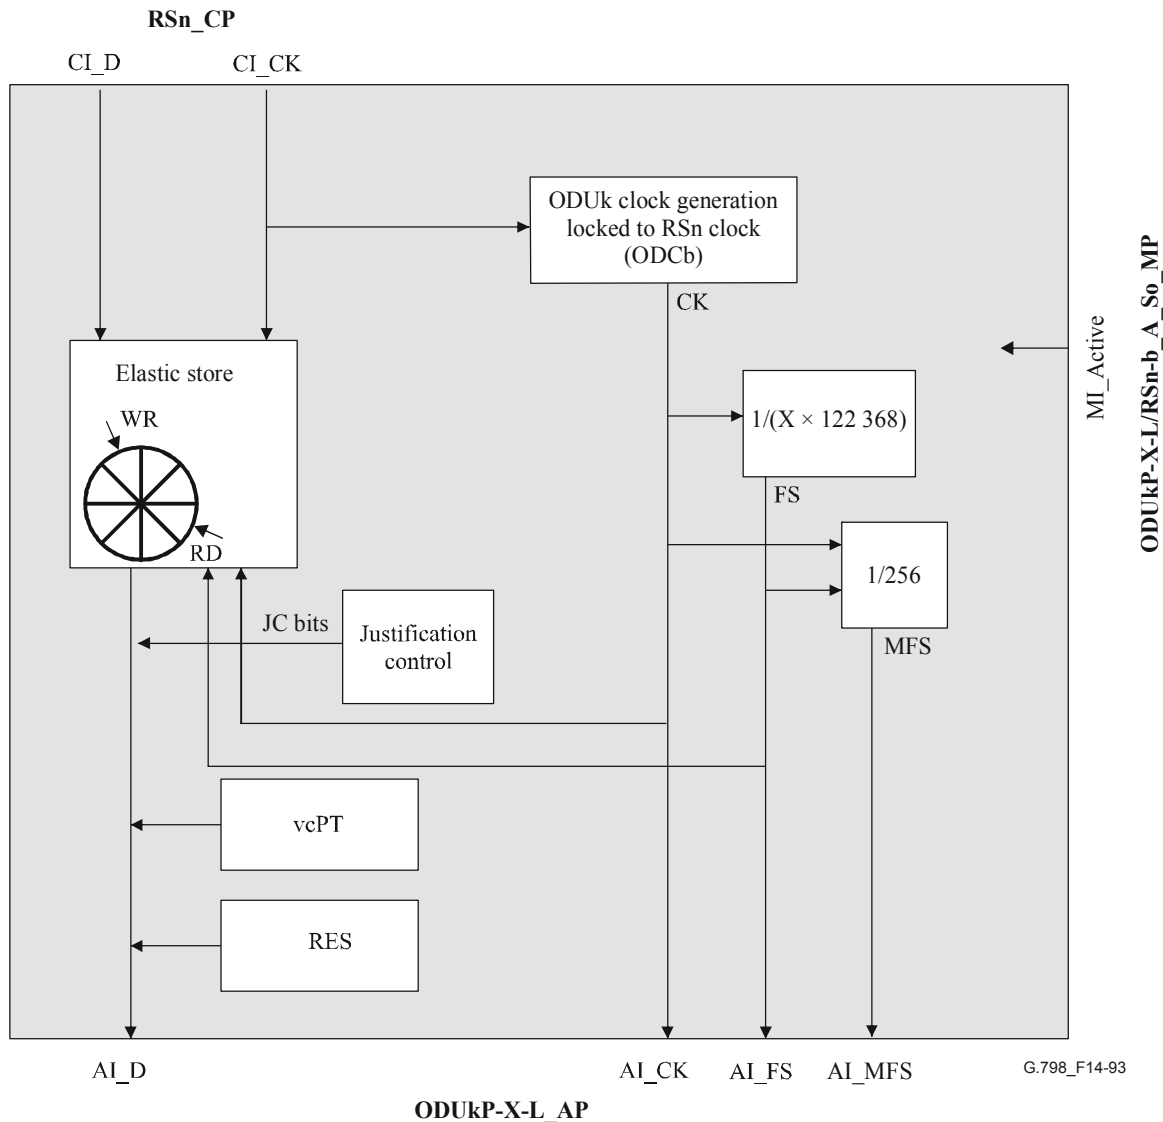 RSn_CP
CI_D
CI_CK
ODUk clock generation
locked to RSn clock
(ODCb)
CK
Elastic store
WR
RD
1/(X × 122 368)
FS
1/256
MFS
JC bits
Justification
control
vcPT
RES
MI_Active
ODUkP-X-L/RSn-b_A_So_MP
AI_D
AI_CK
AI_FS
AI_MFS
G.798_F14-93
ODUkP-X-L_AP